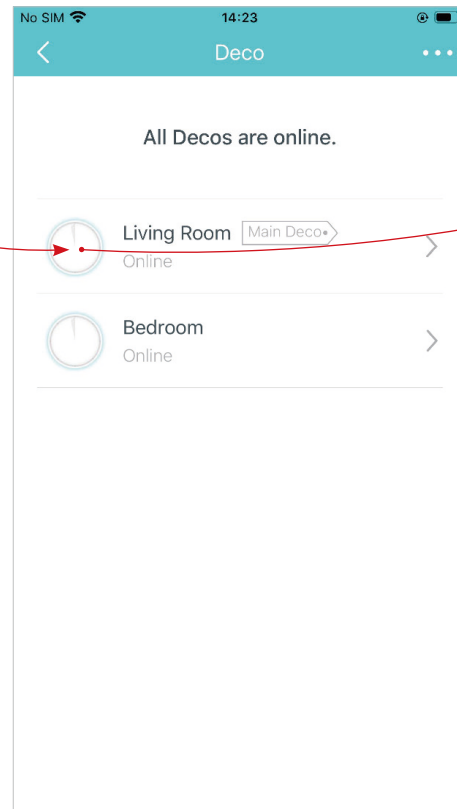 No SIM 14:23
Deco
All Decos are online.
Living Room Main Deco
Online
Bedroom
Online